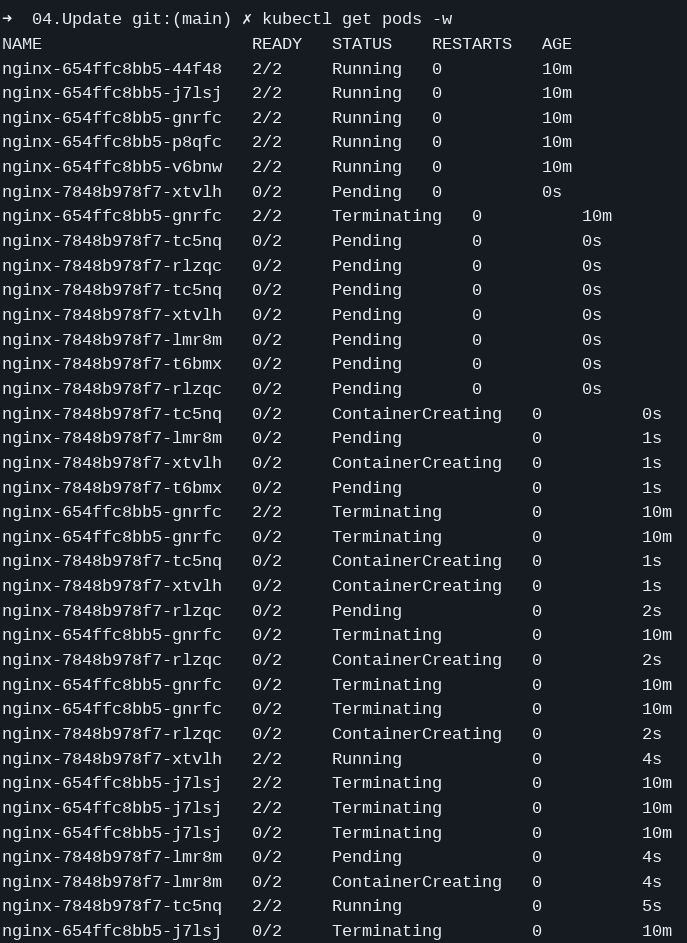 ➜  04.Update git:(main) ✗ kubectl get pods -w
NAME                     READY   STATUS    RESTARTS   AGE
nginx-654ffc8bb5-44f48   2/2     Running   0          10m
nginx-654ffc8bb5-j7lsj   2/2     Running   0          10m
nginx-654ffc8bb5-gnrfc   2/2     Running   0          10m
nginx-654ffc8bb5-p8qfc   2/2     Running   0          10m
nginx-654ffc8bb5-v6bnw   2/2     Running   0          10m
nginx-7848b978f7-xtvlh   0/2     Pending   0          0s
nginx-654ffc8bb5-gnrfc   2/2     Terminating   0          10m
nginx-7848b978f7-tc5nq   0/2     Pending       0          0s
nginx-7848b978f7-rlzqc   0/2     Pending       0          0s
nginx-7848b978f7-tc5nq   0/2     Pending       0          0s
nginx-7848b978f7-xtvlh   0/2     Pending       0          0s
nginx-7848b978f7-lmr8m   0/2     Pending       0          0s
nginx-7848b978f7-t6bmx   0/2     Pending       0          0s
nginx-7848b978f7-rlzqc   0/2     Pending       0          0s
nginx-7848b978f7-tc5nq   0/2     ContainerCreating   0          0s
nginx-7848b978f7-lmr8m   0/2     Pending             0          1s
nginx-7848b978f7-xtvlh   0/2     ContainerCreating   0          1s
nginx-7848b978f7-t6bmx   0/2     Pending             0          1s
nginx-654ffc8bb5-gnrfc   2/2     Terminating         0          10m
nginx-654ffc8bb5-gnrfc   0/2     Terminating         0          10m
nginx-7848b978f7-tc5nq   0/2     ContainerCreating   0          1s
nginx-7848b978f7-xtvlh   0/2     ContainerCreating   0          1s
nginx-7848b978f7-rlzqc   0/2     Pending             0          2s
nginx-654ffc8bb5-gnrfc   0/2     Terminating         0          10m
nginx-7848b978f7-rlzqc   0/2     ContainerCreating   0          2s
nginx-654ffc8bb5-gnrfc   0/2     Terminating         0          10m
nginx-654ffc8bb5-gnrfc   0/2     Terminating         0          10m
nginx-7848b978f7-rlzqc   0/2     ContainerCreating   0          2s
nginx-7848b978f7-xtvlh   2/2     Running             0          4s
nginx-654ffc8bb5-j7lsj   2/2     Terminating         0          10m
nginx-654ffc8bb5-j7lsj   2/2     Terminating         0          10m
nginx-654ffc8bb5-j7lsj   0/2     Terminating         0          10m
nginx-7848b978f7-lmr8m   0/2     Pending             0          4s
nginx-7848b978f7-lmr8m   0/2     ContainerCreating   0          4s
nginx-7848b978f7-tc5nq   2/2     Running             0          5s
nginx-654ffc8bb5-j7lsj   0/2     Terminating         0          10m